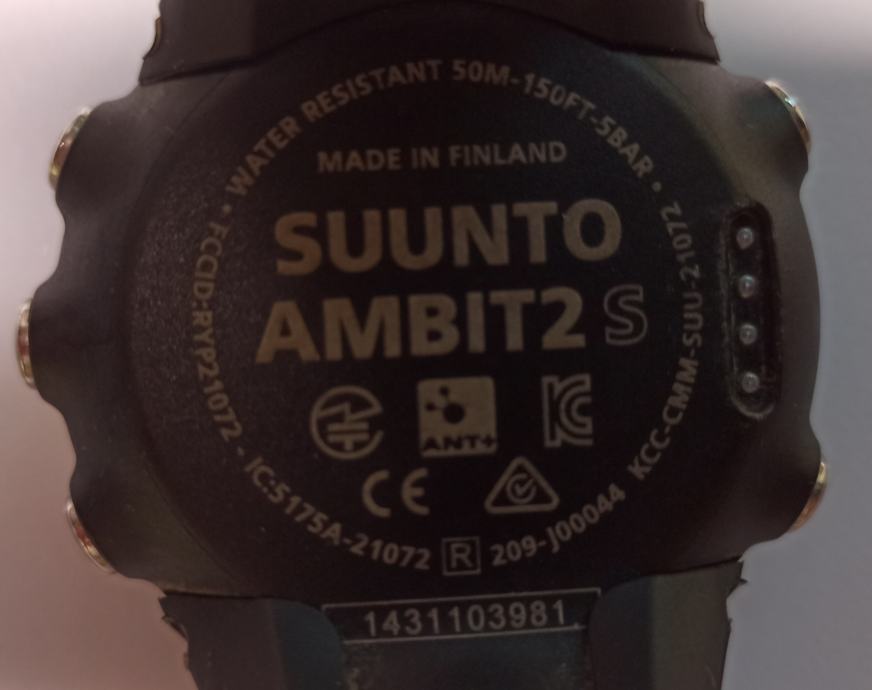 WATER RESISTANT 50M-150FT-5BAR •
MADE IN FINLAND
SUUNTO
AMBIT2 S
ANT+
CE
KCC-CMM-SUU-21072
• FCCID:RYP21072 - IC:5175A-21072 R 209-J00044
1431103981